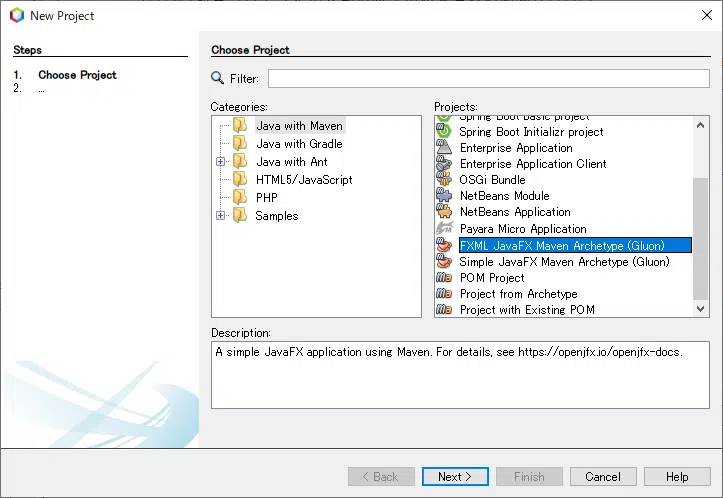 New Project
Steps
1. Choose Project
2. ...
Choose Project
Filter:
Categories:
Java with Maven
Java with Gradle
Java with Ant
HTML5/JavaScript
PHP
Samples
Projects:
Spring Boot basic project
Spring Boot Initializr project
Enterprise Application
Enterprise Application Client
OSGi Bundle
NetBeans Module
NetBeans Application
Payara Micro Application
FXML JavaFX Maven Archetype (Gluon)
Simple JavaFX Maven Archetype (Gluon)
POM Project
Project from Archetype
Project with Existing POM
Description:
A simple JavaFX application using Maven. For details, see https://openjfx.io/openjfx-docs.
< Back
Next >
Finish
Cancel
Help